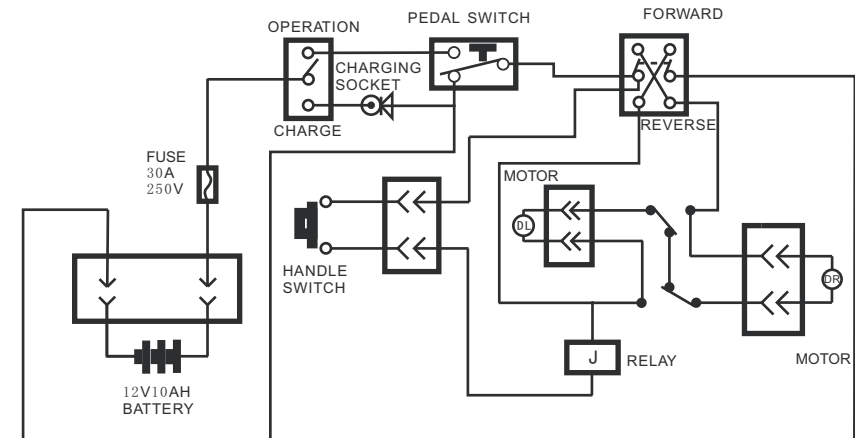 OPERATION
PEDAL SWITCH
FORWARD
CHARGING
SOCKET
CHARGE
REVERSE
FUSE
30A
250V
MOTOR
DL
HANDLE
SWITCH
DR
MOTOR
J
RELAY
12V10AH
BATTERY